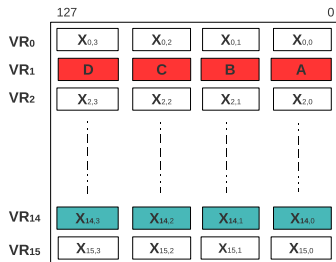 127 0
VR0 X0,3 X0,2 X0,1 X0,0
VR1 D C B A
VR2 X2,3 X2,2 X2,1 X2,0
VR14 X14,3 X14,2 X14,1 X14,0
VR15 X15,3 X15,2 X15,1 X15,0